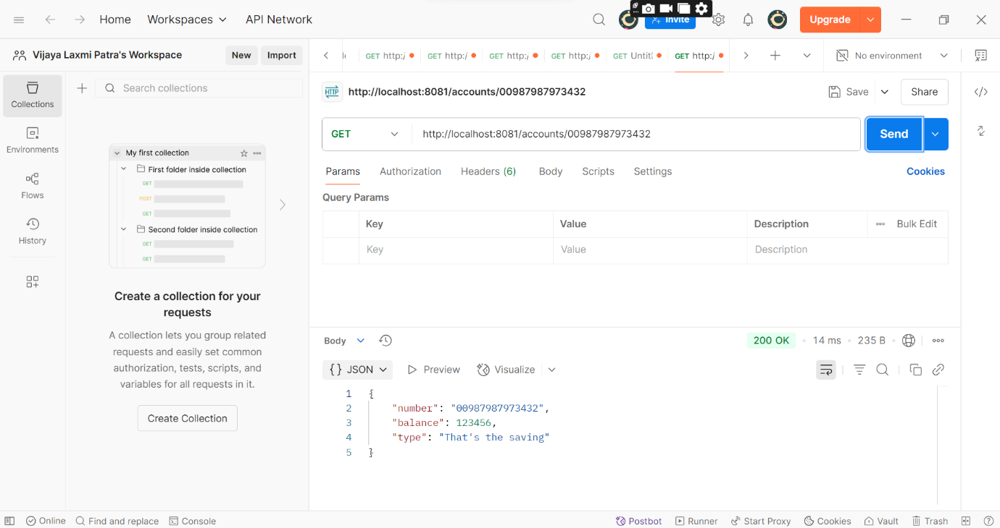 Home Workspaces API Network Invite Upgrade
Vijaya Laxmi Patra's Workspace New Import
GET http:/ GET http:/ GET http:/ GET http:/ GET Untitl GET http:/ No environment
Collections
Environments
Flows
History
Search collections
My first collection
First folder inside collection
GET
POST
GET
Second folder inside collection
GET
GET
Create a collection for your
requests
A collection lets you group related
requests and easily set common
authorization, tests, scripts, and
variables for all requests in it.
Create Collection
HTTP http://localhost:8081/accounts/00987987973432 Save Share
GET http://localhost:8081/accounts/00987987973432 Send
Params Authorization Headers (6) Body Scripts Settings Cookies
Query Params
Key Value Description Bulk Edit
Key Value Description
Body 200 OK 14 ms 235 B
{} JSON Preview Visualize
1 {
2 "number": "00987987973432",
3 "balance": 123456,
4 "type": "That's the saving"
5 }
Online Find and replace Console Postbot Runner Start Proxy Cookies Vault Trash